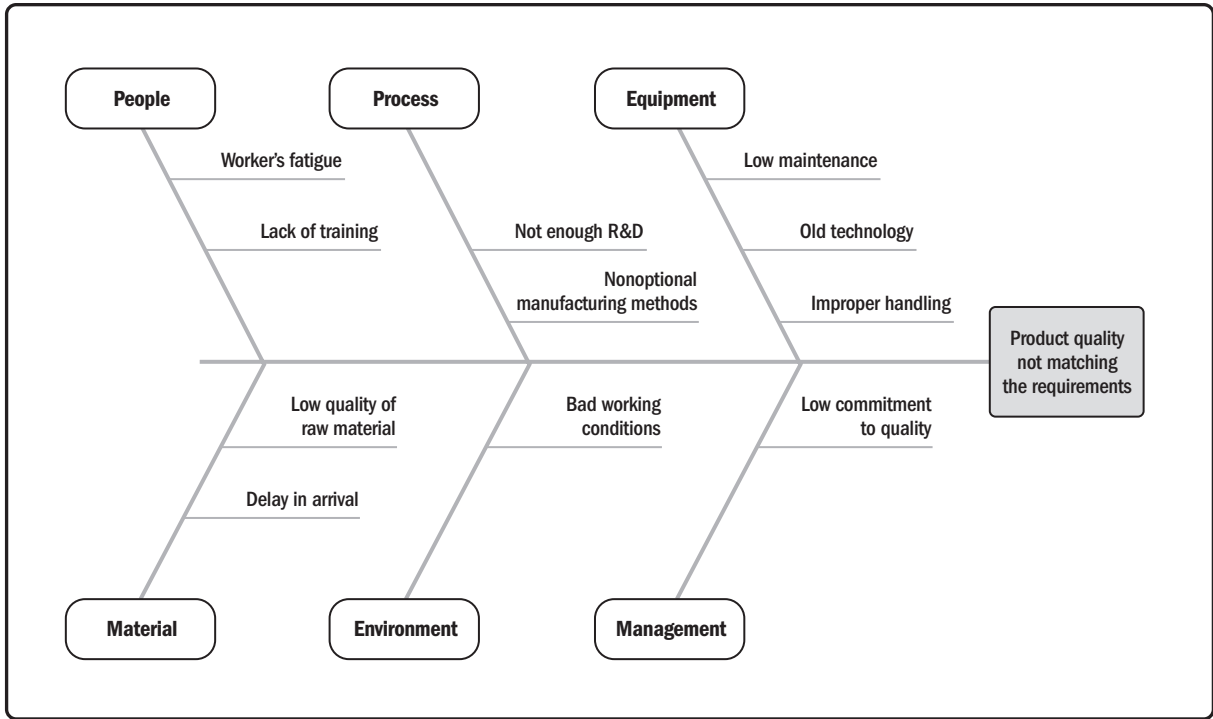 People
Process
Equipment
Worker’s fatigue
Low maintenance
Lack of training
Not enough R&D
Old technology
Nonoptional
manufacturing methods
Improper handling
Product quality
not matching
the requirements
Low quality of
raw material
Bad working
conditions
Low commitment
to quality
Delay in arrival
Material
Environment
Management